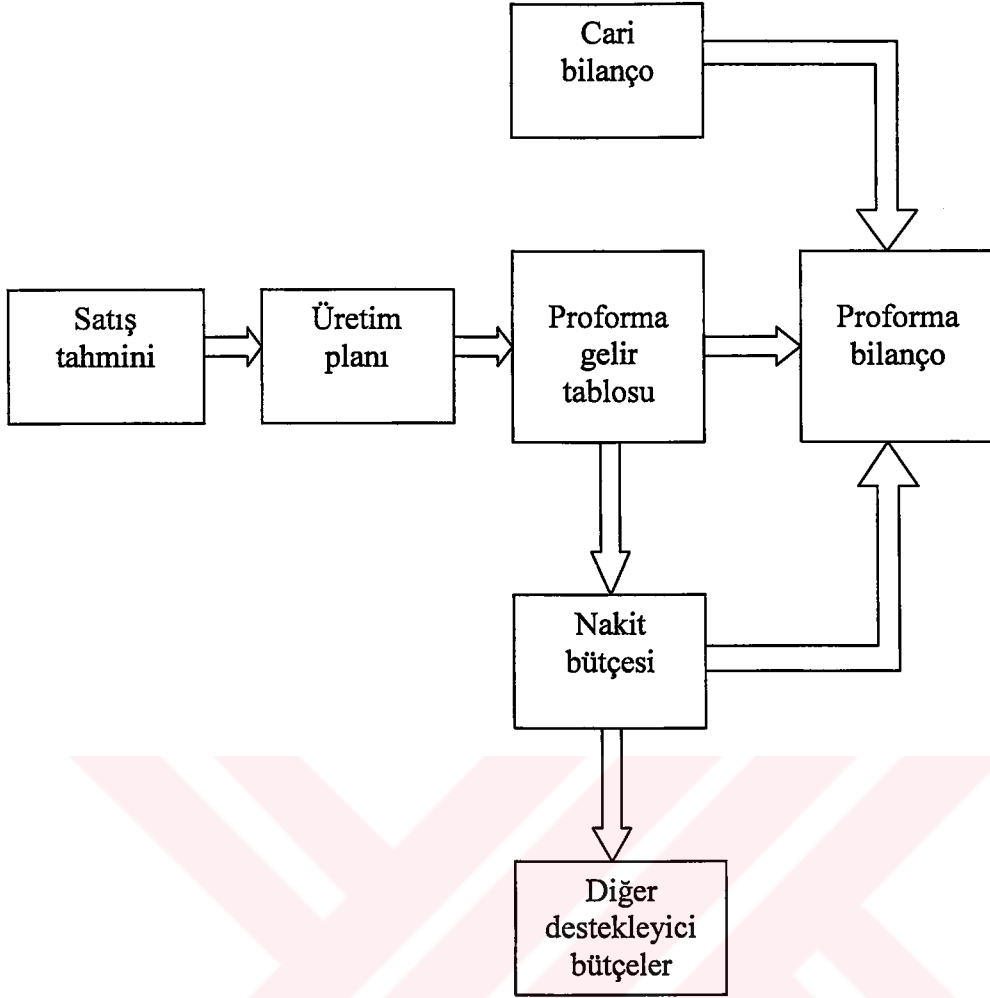 Cari
bilanço
Satış
tahmini
Üretim
planı
Proforma
gelir
tablosu
Proforma
bilanço
Nakit
bütçesi
Diğer
destekleyici
bütçeler